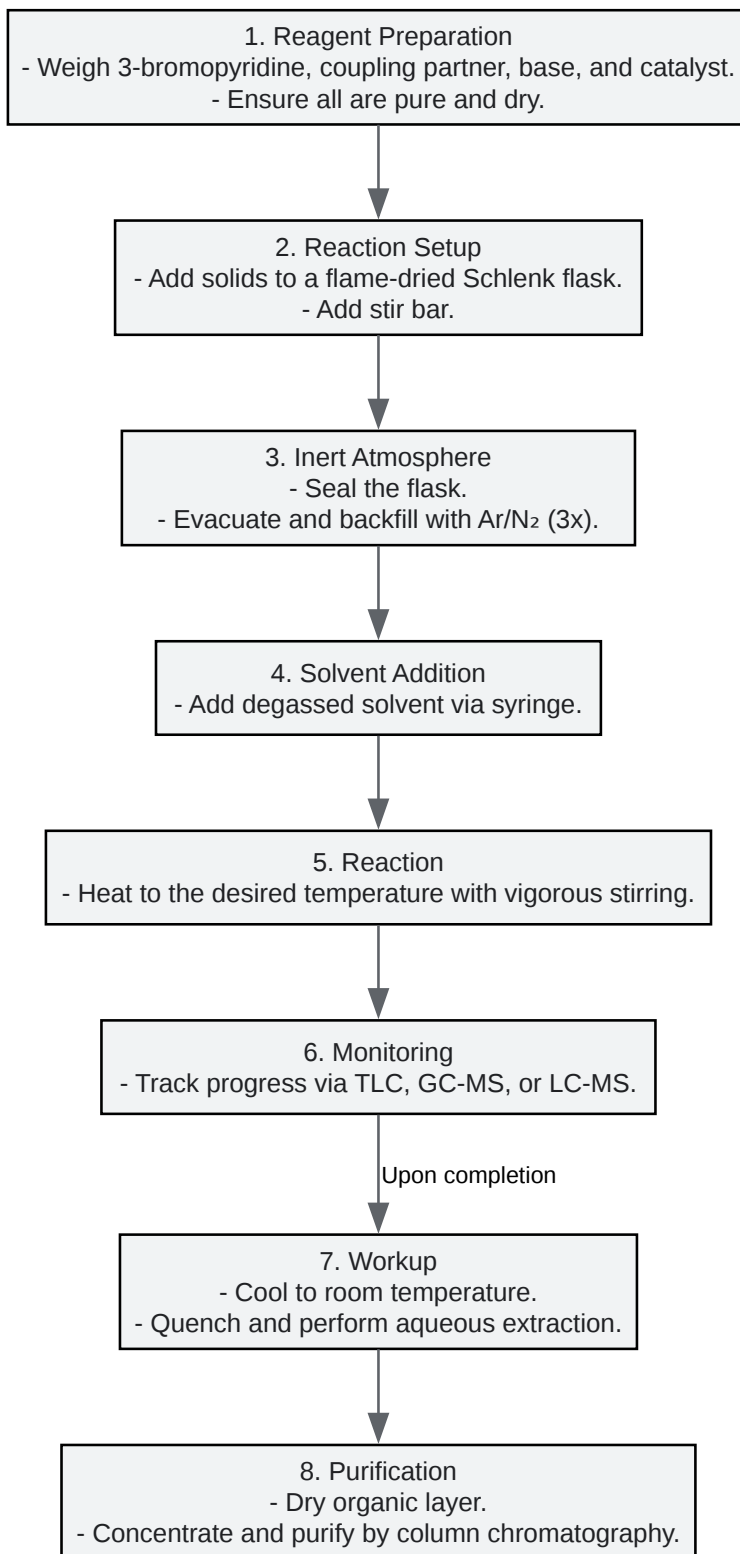 1. Reagent Preparation
- Weigh 3-bromopyridine, coupling partner, base, and catalyst.
- Ensure all are pure and dry.
2. Reaction Setup
- Add solids to a flame-dried Schlenk flask.
- Add stir bar.
3. Inert Atmosphere
- Seal the flask.
- Evacuate and backfill with Ar/N₂ (3x).
4. Solvent Addition
- Add degassed solvent via syringe.
5. Reaction
- Heat to the desired temperature with vigorous stirring.
6. Monitoring
- Track progress via TLC, GC-MS, or LC-MS.
Upon completion
7. Workup
- Cool to room temperature.
- Quench and perform aqueous extraction.
8. Purification
- Dry organic layer.
- Concentrate and purify by column chromatography.